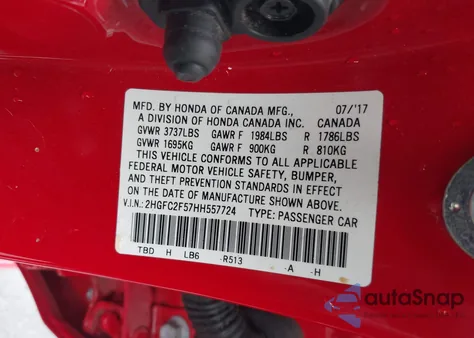 MFD. BY HONDA OF CANADA MFG., 07/'17
A DIVISION OF HONDA CANADA INC. CANADA
GVWR 3737LBS GAWR F 1984LBS R 1786LBS
GVWR 1695KG GAWR F 900KG R 810KG
THIS VEHICLE CONFORMS TO ALL APPLICABLE
FEDERAL MOTOR VEHICLE SAFETY, BUMPER,
AND THEFT PREVENTION STANDARDS IN EFFECT
ON THE DATE OF MANUFACTURE SHOWN ABOVE.
V.I.N.: 2HGFC2F57HH557724 TYPE: PASSENGER CAR
TBD H LB6 -R513 -A -H
autoSnap